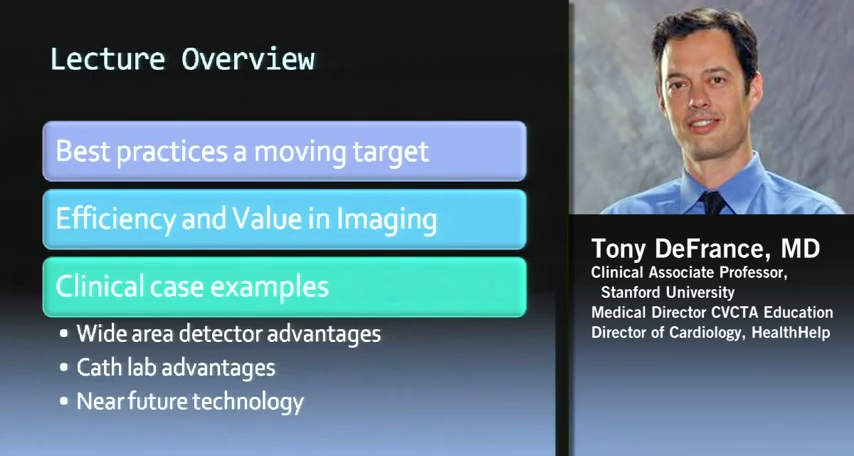 Lecture Overview
Best practices a moving target
Efficiency and Value in Imaging
Clinical case examples
• Wide area detector advantages
• Cath lab advantages
• Near future technology
Tony DeFrance, MD
Clinical Associate Professor,
Stanford University
Medical Director CVCTA Education
Director of Cardiology, HealthHelp